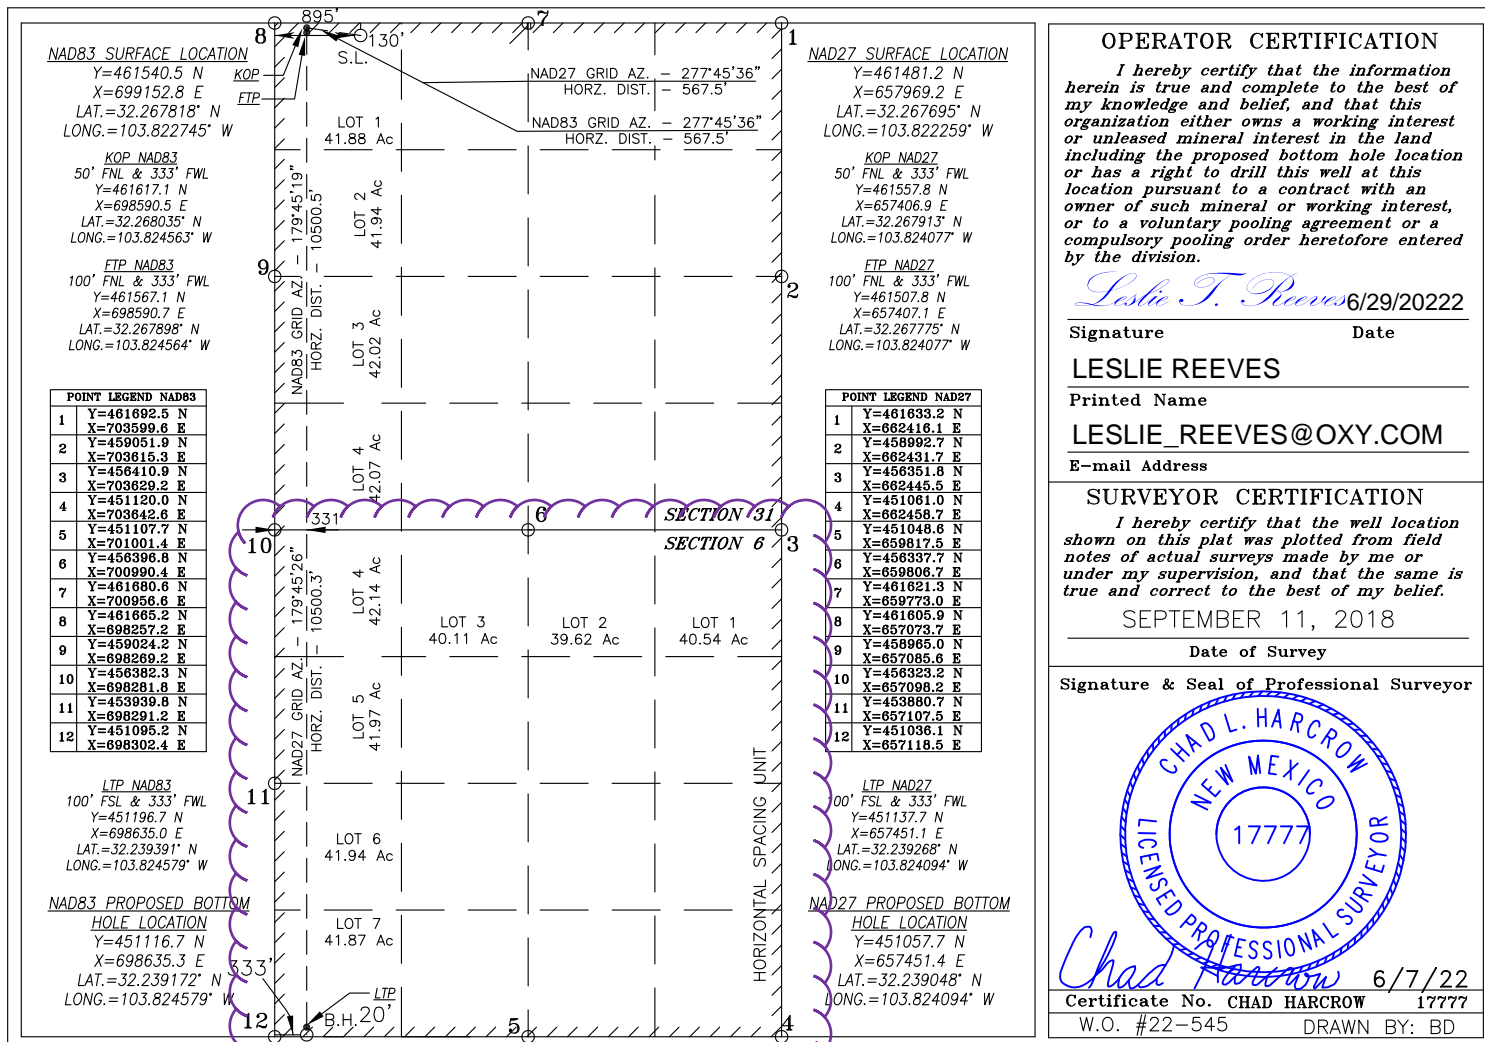 NAD83 SURFACE LOCATION
Y=461540.5 N
X=699152.8 E
LAT.=32.267818° N
LONG.=103.822745° W
KOP NAD83
50' FNL & 333' FWL
Y=461617.1 N
X=698590.5 E
LAT.=32.268035° N
LONG.=103.824563° W
FTP NAD83
100' FNL & 333' FWL
Y=461567.1 N
X=698590.7 E
LAT.=32.267898° N
LONG.=103.824564° W
POINT LEGEND NAD83
1 Y=461692.5 N
X=703599.6 E
2 Y=459051.9 N
X=703615.3 E
3 Y=456410.9 N
X=703629.2 E
4 Y=451120.0 N
X=703642.6 E
5 Y=451107.7 N
X=701001.4 E
6 Y=456396.8 N
X=700990.4 E
7 Y=461680.6 N
X=700956.6 E
8 Y=461665.2 N
X=698257.2 E
9 Y=459024.2 N
X=698269.2 E
10 Y=456382.3 N
X=698281.8 E
11 Y=453939.8 N
X=698291.2 E
12 Y=451095.2 N
X=698302.4 E
LTP NAD83
100' FSL & 333' FWL
Y=451196.7 N
X=698635.0 E
LAT.=32.239391° N
LONG.=103.824579° W
NAD83 PROPOSED BOTTOM
HOLE LOCATION
Y=451116.7 N
X=698635.3 E
LAT.=32.239172° N
LONG.=103.824579° W
895'
8
7
1
130'
S.L.
KOP
FTP
NAD27 GRID AZ. - 277°45'36"
HORZ. DIST. - 567.5'
NAD83 GRID AZ. - 277°45'36"
HORZ. DIST. - 567.5'
LOT 1
41.88 Ac
NAD83 GRID AZ. - 179°45'19"
HORZ. DIST. - 10500.5'
LOT 2
41.94 Ac
9
2
LOT 3
42.02 Ac
LOT 4
42.07 Ac
331
6
SECTION 31
10
SECTION 6
3
NAD27 GRID AZ. - 179°45'26"
HORZ. DIST. - 10500.3'
LOT 4
42.14 Ac
LOT 3
40.11 Ac
LOT 2
39.62 Ac
LOT 1
40.54 Ac
LOT 5
41.97 Ac
11
LOT 6
41.94 Ac
HORIZONTAL SPACING UNIT
LOT 7
41.87 Ac
333'
LTP
B.H. 20'
12
5
4
NAD27 SURFACE LOCATION
Y=461481.2 N
X=657969.2 E
LAT.=32.267695° N
LONG.=103.822259° W
KOP NAD27
50' FNL & 333' FWL
Y=461557.8 N
X=657406.9 E
LAT.=32.267913° N
LONG.=103.824077° W
FTP NAD27
100' FNL & 333' FWL
Y=461507.8 N
X=657407.1 E
LAT.=32.267775° N
LONG.=103.824077° W
POINT LEGEND NAD27
1 Y=461633.2 N
X=662416.1 E
2 Y=458992.7 N
X=662431.7 E
3 Y=456351.8 N
X=662445.5 E
4 Y=451061.0 N
X=662458.7 E
5 Y=451048.6 N
X=659817.5 E
6 Y=456337.7 N
X=659806.7 E
7 Y=461621.3 N
X=659773.0 E
8 Y=461605.9 N
X=657073.7 E
9 Y=458965.0 N
X=657085.6 E
10 Y=456323.2 N
X=657098.2 E
11 Y=453880.7 N
X=657107.5 E
12 Y=451036.1 N
X=657118.5 E
LTP NAD27
100' FSL & 333' FWL
Y=451137.7 N
X=657451.1 E
LAT.=32.239268° N
LONG.=103.824094° W
NAD27 PROPOSED BOTTOM
HOLE LOCATION
Y=451057.7 N
X=657451.4 E
LAT.=32.239048° N
LONG.=103.824094° W
OPERATOR CERTIFICATION
I hereby certify that the information
herein is true and complete to the best of
my knowledge and belief, and that this
organization either owns a working interest
or unleased mineral interest in the land
including the proposed bottom hole location
or has a right to drill this well at this
location pursuant to a contract with an
owner of such mineral or working interest,
or to a voluntary pooling agreement or a
compulsory pooling order heretofore entered
by the division.
Leslie T. Reeves 6/29/20222
Signature Date
LESLIE REEVES
Printed Name
LESLIE_REEVES@OXY.COM
E-mail Address
SURVEYOR CERTIFICATION
I hereby certify that the well location
shown on this plat was plotted from field
notes of actual surveys made by me or
under my supervision, and that the same is
true and correct to the best of my belief.
SEPTEMBER 11, 2018
Date of Survey
Signature & Seal of Professional Surveyor
CHAD L. HARCROW
NEW MEXICO
17777
LICENSED PROFESSIONAL SURVEYOR
Chad Harcrow 6/7/22
Certificate No. CHAD HARCROW 17777
W.O. #22-545 DRAWN BY: BD